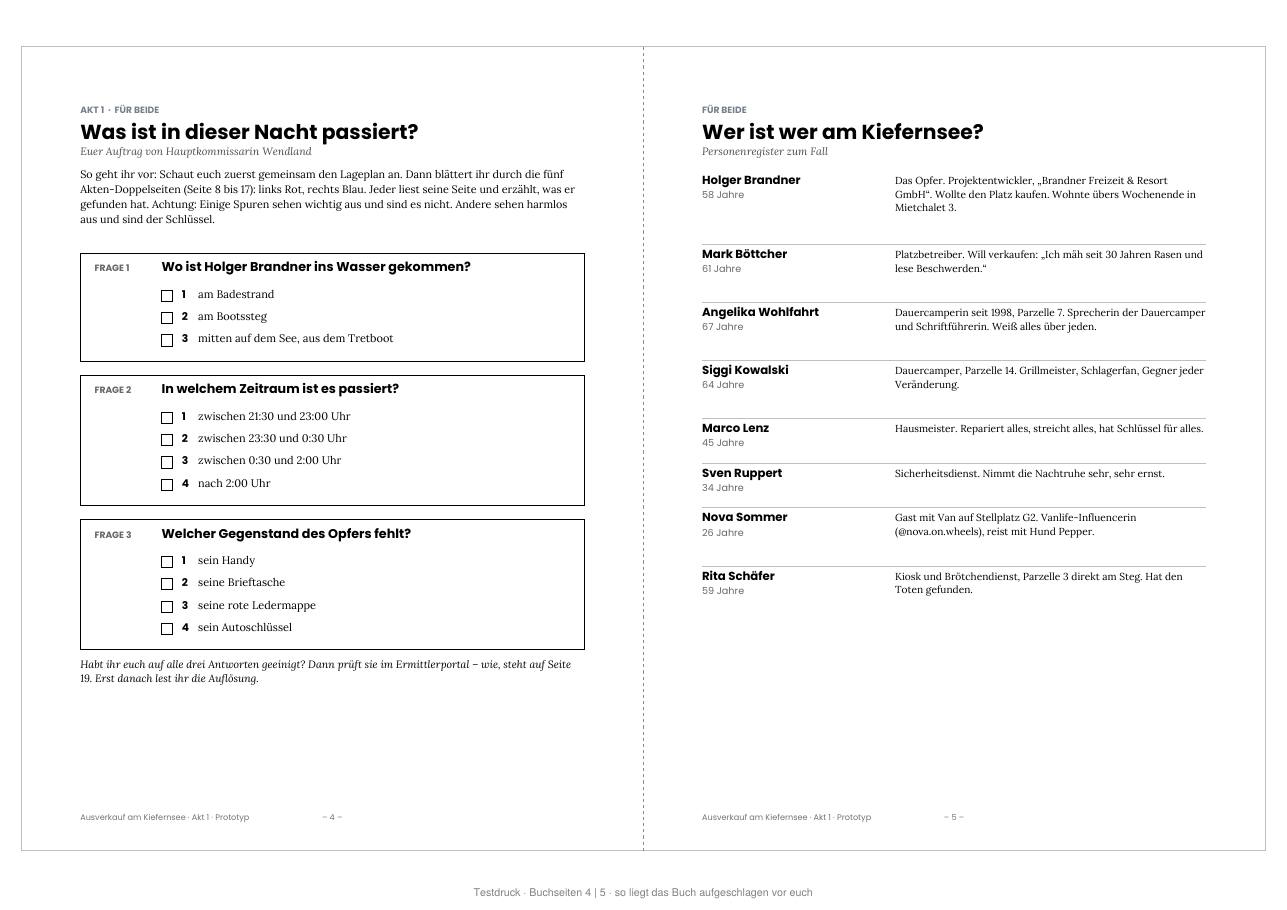 AKT 1 · FÜR BEIDE
Was ist in dieser Nacht passiert?
Euer Auftrag von Hauptkommissarin Wendland
So geht ihr vor: Schaut euch zuerst gemeinsam den Lageplan an. Dann blättert ihr durch die fünf
Akten-Doppelseiten (Seite 8 bis 17): links Rot, rechts Blau. Jeder liest seine Seite und erzählt, was er
gefunden hat. Achtung: Einige Spuren sehen wichtig aus und sind es nicht. Andere sehen harmlos
aus und sind der Schlüssel.
FRAGE 1 Wo ist Holger Brandner ins Wasser gekommen?
1 am Badestrand
2 am Bootssteg
3 mitten auf dem See, aus dem Tretboot
FRAGE 2 In welchem Zeitraum ist es passiert?
1 zwischen 21:30 und 23:00 Uhr
2 zwischen 23:30 und 0:30 Uhr
3 zwischen 0:30 und 2:00 Uhr
4 nach 2:00 Uhr
FRAGE 3 Welcher Gegenstand des Opfers fehlt?
1 sein Handy
2 seine Brieftasche
3 seine rote Ledermappe
4 sein Autoschlüssel
Habt ihr euch auf alle drei Antworten geeinigt? Dann prüft sie im Ermittlerportal – wie, steht auf Seite
19. Erst danach lest ihr die Auflösung.
Ausverkauf am Kiefernsee · Akt 1 · Prototyp – 4 –
FÜR BEIDE
Wer ist wer am Kiefernsee?
Personenregister zum Fall
Holger Brandner
58 Jahre
Das Opfer. Projektentwickler, „Brandner Freizeit & Resort
GmbH“. Wollte den Platz kaufen. Wohnte übers Wochenende in
Mietchalet 3.
Mark Böttcher
61 Jahre
Platzbetreiber. Will verkaufen: „Ich mäh seit 30 Jahren Rasen und
lese Beschwerden.“
Angelika Wohlfahrt
67 Jahre
Dauercamperin seit 1998, Parzelle 7. Sprecherin der Dauercamper
und Schriftführerin. Weiß alles über jeden.
Siggi Kowalski
64 Jahre
Dauercamper, Parzelle 14. Grillmeister, Schlagerfan, Gegner jeder
Veränderung.
Marco Lenz
45 Jahre
Hausmeister. Repariert alles, streicht alles, hat Schlüssel für alles.
Sven Ruppert
34 Jahre
Sicherheitsdienst. Nimmt die Nachtruhe sehr, sehr ernst.
Nova Sommer
26 Jahre
Gast mit Van auf Stellplatz G2. Vanlife-Influencerin
(@nova.on.wheels), reist mit Hund Pepper.
Rita Schäfer
59 Jahre
Kiosk und Brötchendienst, Parzelle 3 direkt am Steg. Hat den
Toten gefunden.
Ausverkauf am Kiefernsee · Akt 1 · Prototyp – 5 –
Testdruck · Buchseiten 4 | 5 · so liegt das Buch aufgeschlagen vor euch